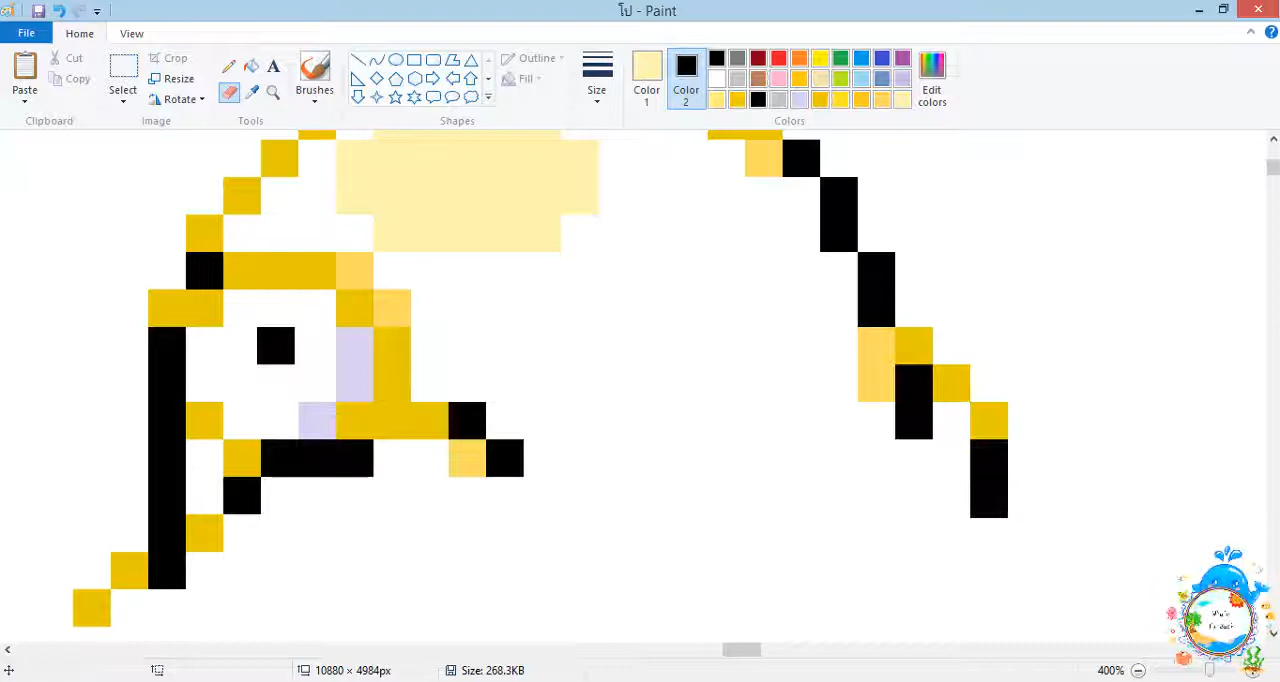 โป - Paint
File
Home
View
Paste
Cut
Copy
Clipboard
Select
Crop
Resize
Rotate
Image
A
Tools
Brushes
Outline
Fill
Shapes
Size
Color 1
Color 2
Edit colors
Colors
10880 × 4984px
Size: 268.3KB
400%